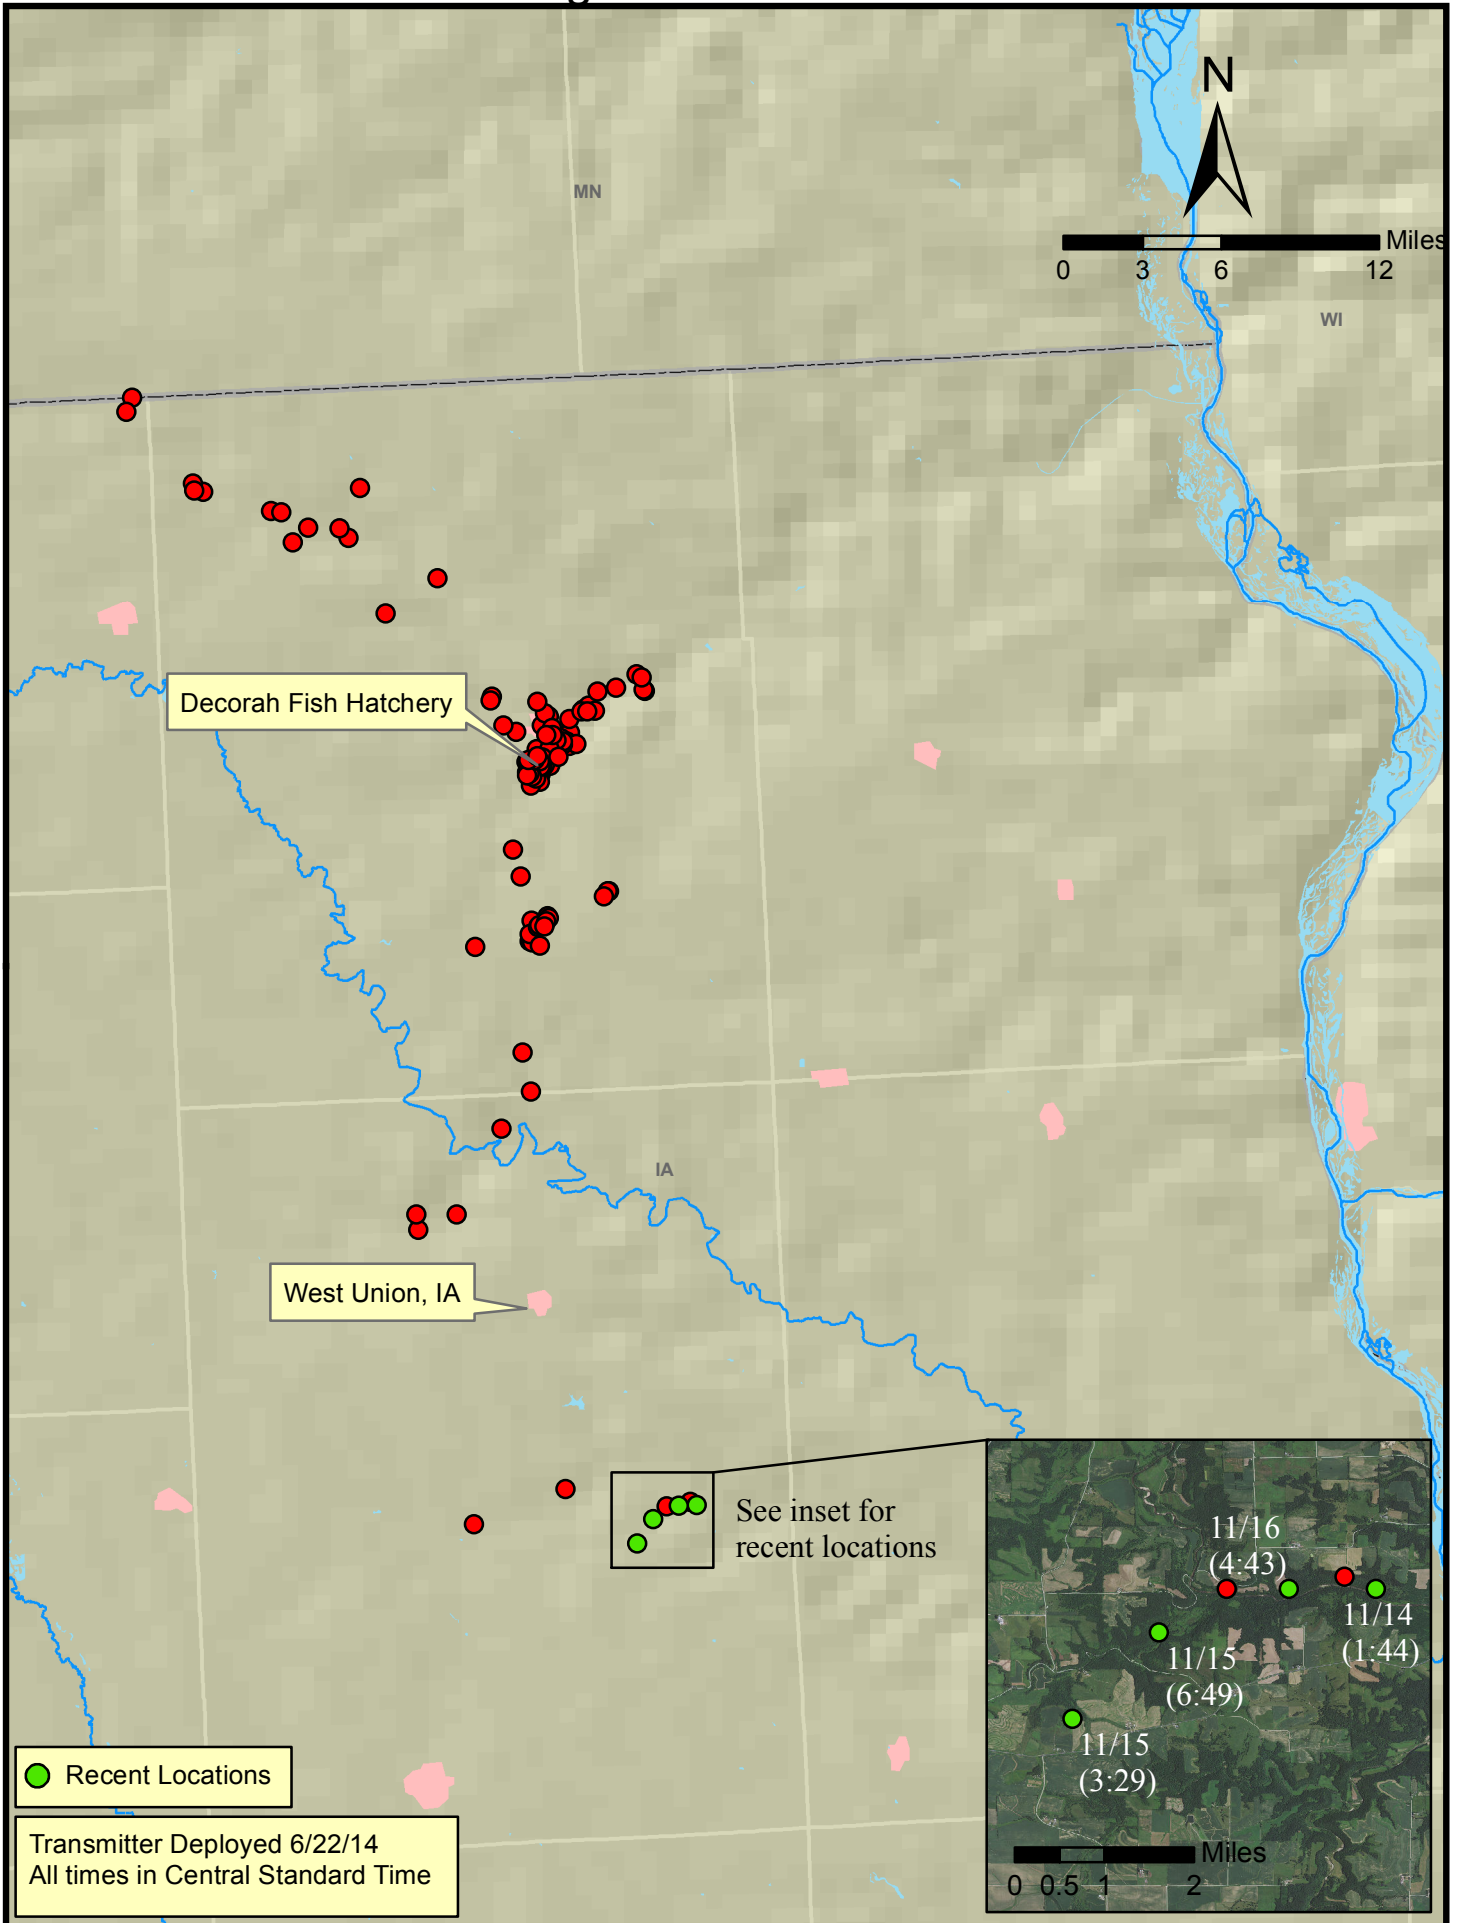 N
Miles
0 3 6 12
MN
WI
Decorah Fish Hatchery
IA
West Union, IA
See inset for
recent locations
11/16
(4:43)
11/14
(1:44)
11/15
(6:49)
11/15
(3:29)
Miles
0 0.5 1 2
Recent Locations
Transmitter Deployed 6/22/14
All times in Central Standard Time